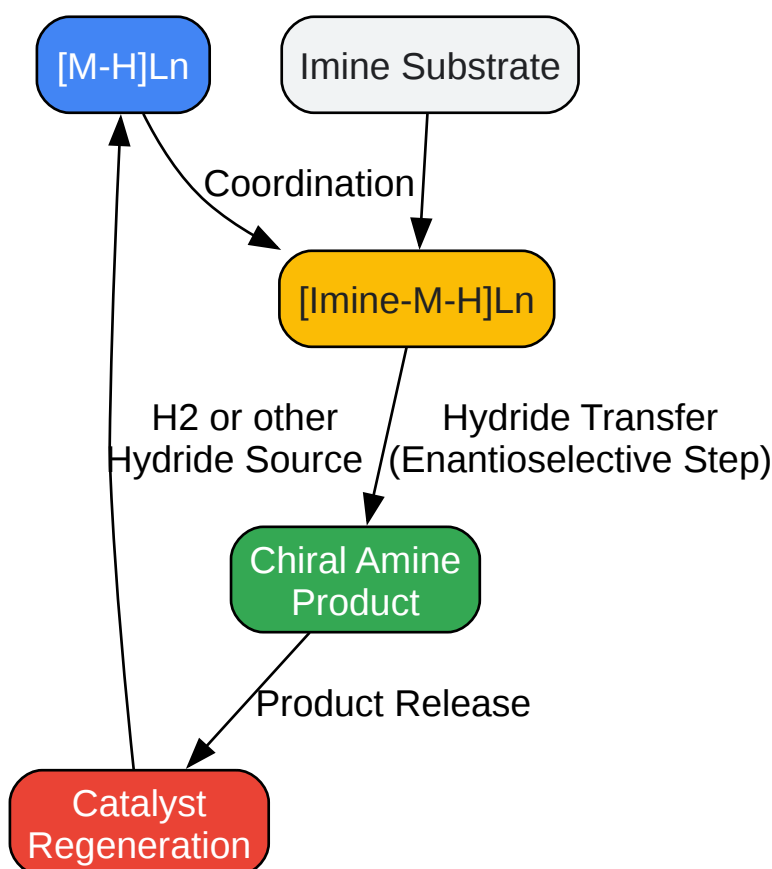 [M-H]Ln
Imine Substrate
Coordination
[Imine-M-H]Ln
H2 or other
Hydride Source
Hydride Transfer
(Enantioselective Step)
Chiral Amine
Product
Product Release
Catalyst
Regeneration